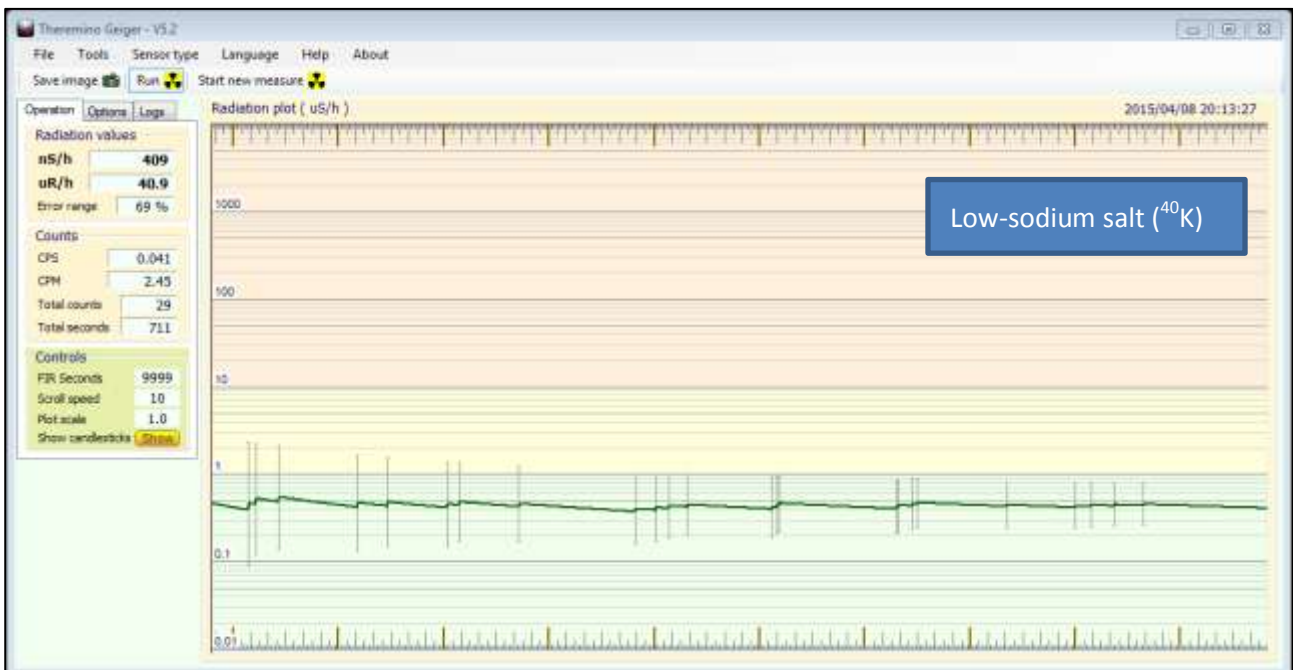 Theremino Geiger - V5.2
File Tools Sensor type Language Help About
Save image Run Start new measure
Operation Options Logs
Radiation plot ( uS/h )
2015/04/08 20:13:27
Radiation values
nS/h 409
uR/h 40.9
Error range 69 %
Counts
CPS 0.041
CPM 2.45
Total counts 29
Total seconds 711
Controls
FIR Seconds 9999
Scroll speed 10
Plot scale 1.0
Show candlesticks Show
1000
100
10
1
0.1
0.01
Low-sodium salt (⁴⁰K)